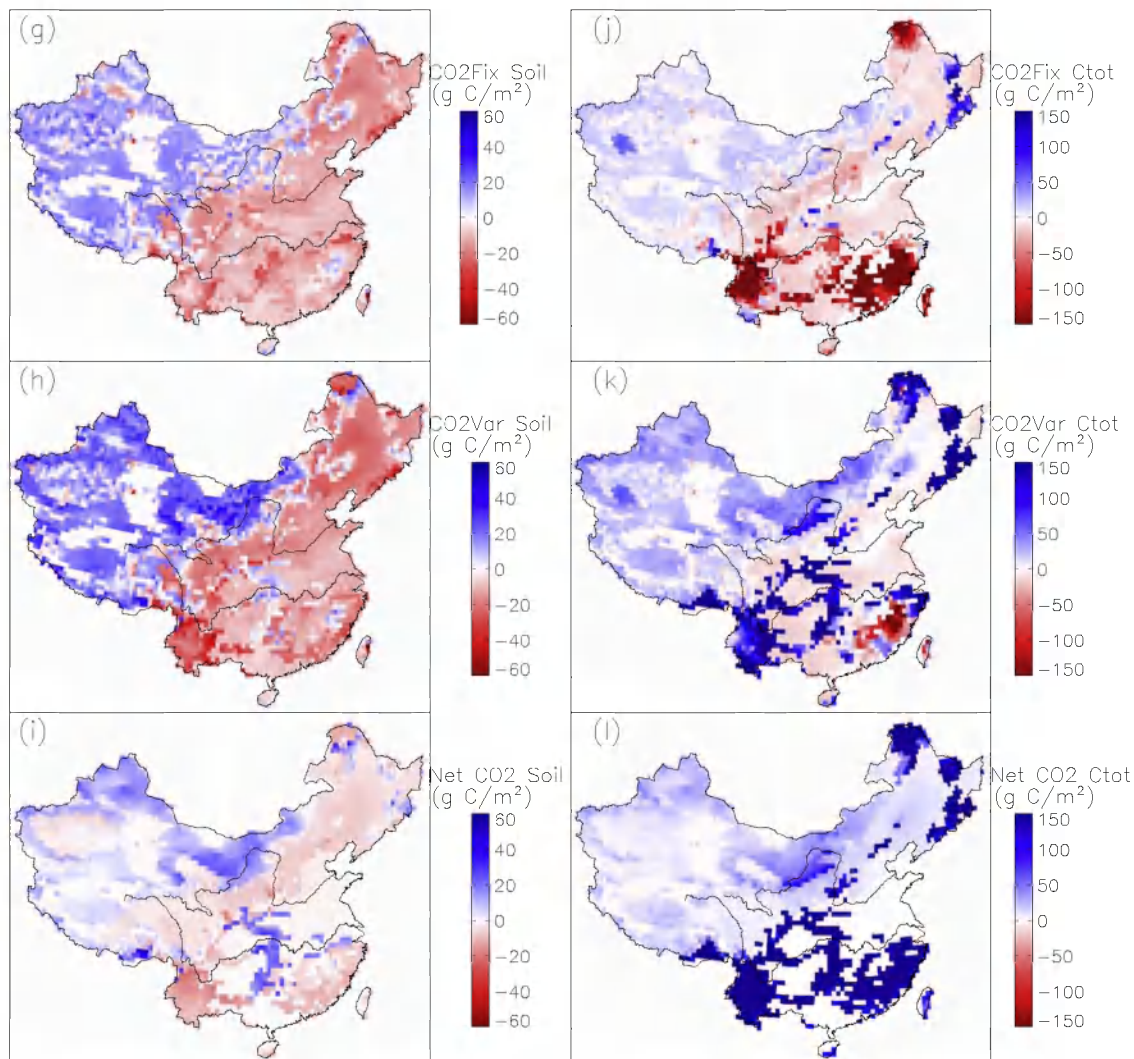 (g)
CO2Fix Soil
(g C/m²)
60
40
20
0
−20
−40
−60
(j)
CO2Fix Ctot
(g C/m²)
150
100
50
0
−50
−100
−150
(h)
CO2Var Soil
(g C/m²)
60
40
20
0
−20
−40
−60
(k)
CO2Var Ctot
(g C/m²)
150
100
50
0
−50
−100
−150
(i)
Net CO2 Soil
(g C/m²)
60
40
20
0
−20
−40
−60
(l)
Net CO2 Ctot
(g C/m²)
150
100
50
0
−50
−100
−150